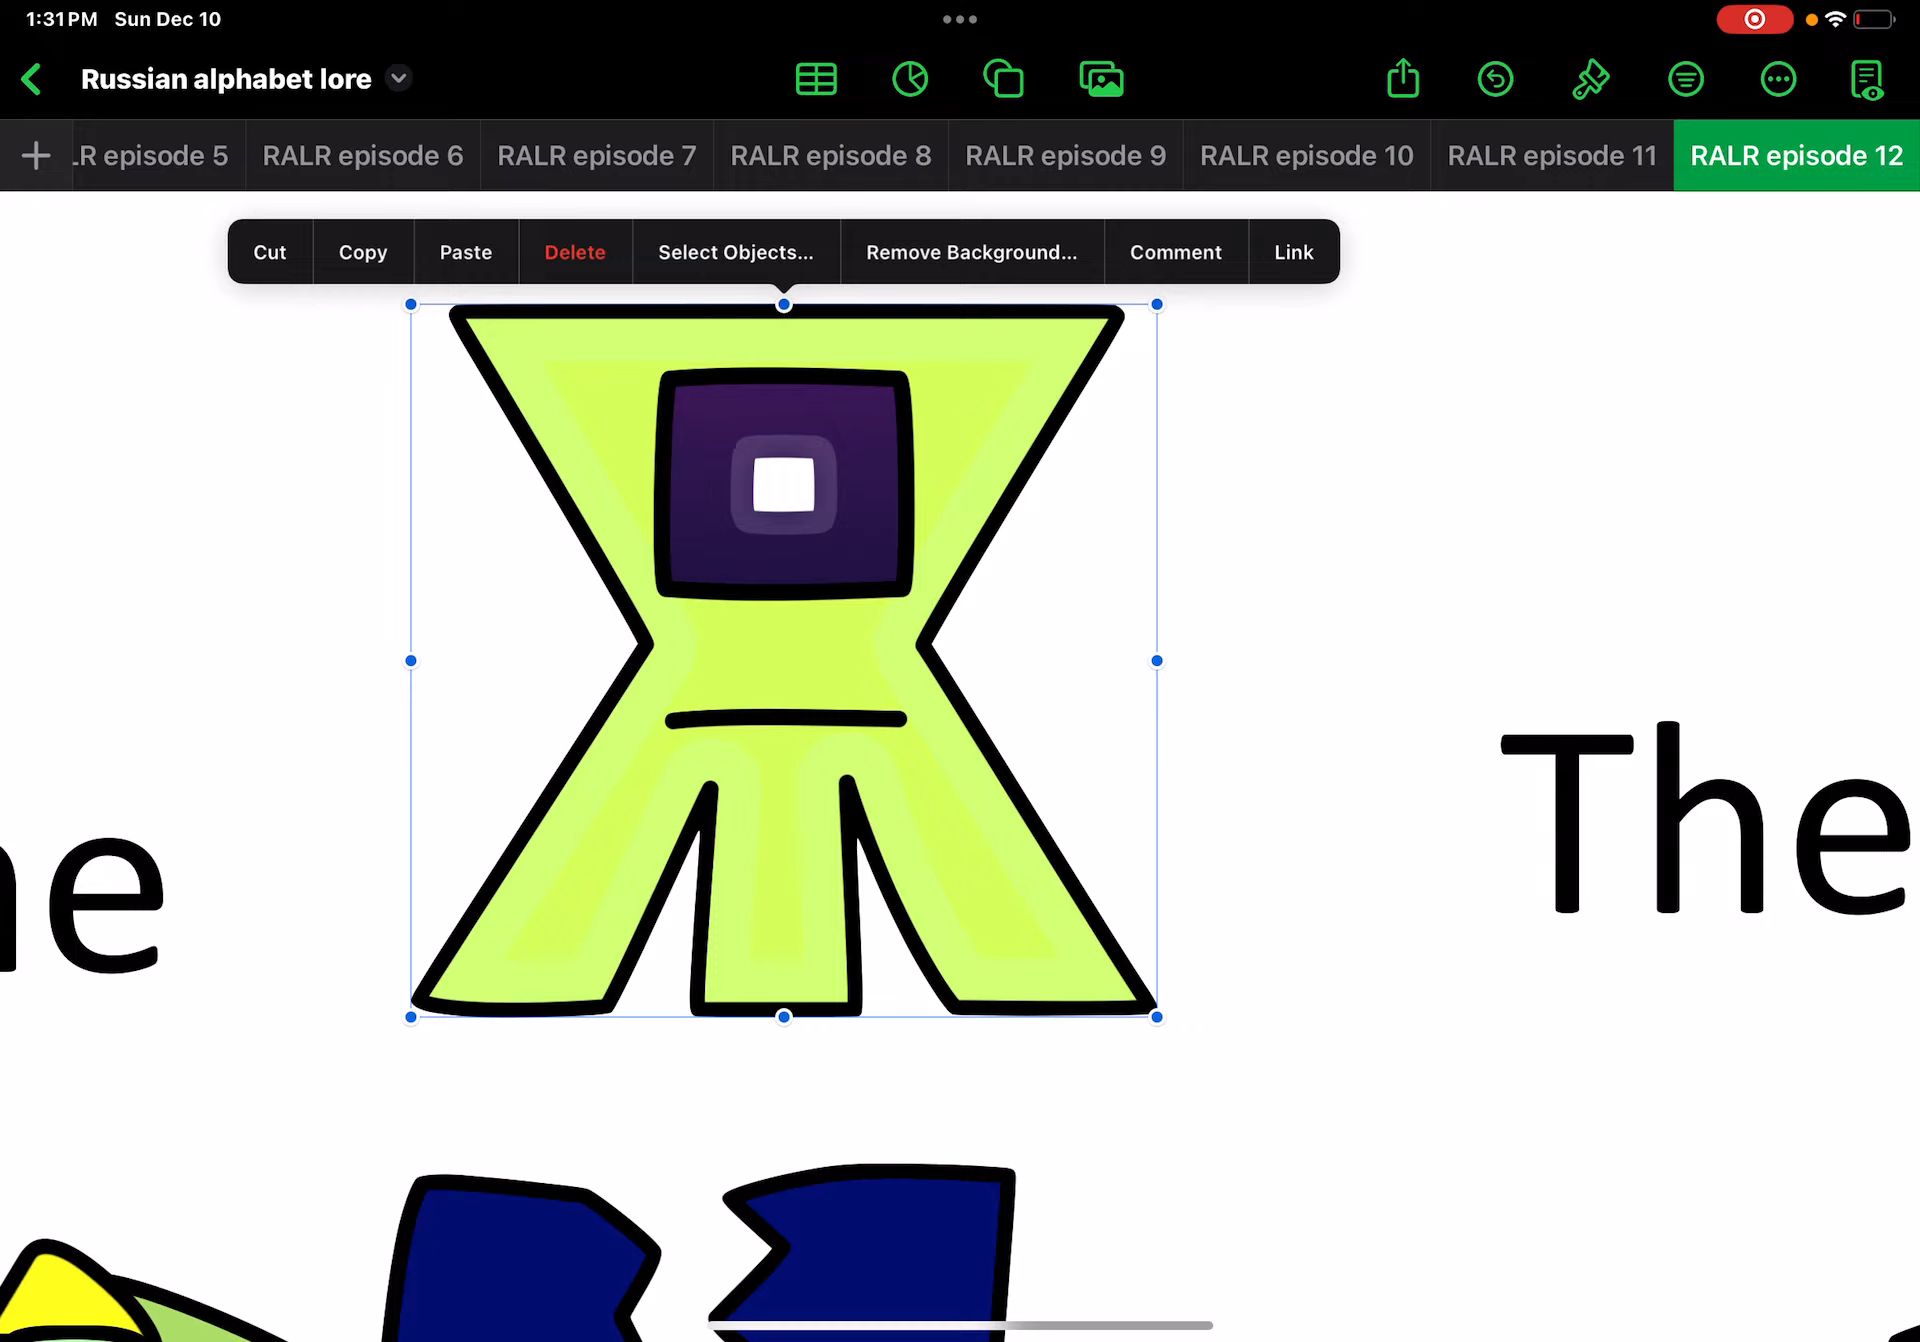 1:31 PM Sun Dec 10
Russian alphabet lore
LR episode 5 RALR episode 6 RALR episode 7 RALR episode 8 RALR episode 9 RALR episode 10 RALR episode 11 RALR episode 12
Cut Copy Paste Delete Select Objects... Remove Background... Comment Link
The
he